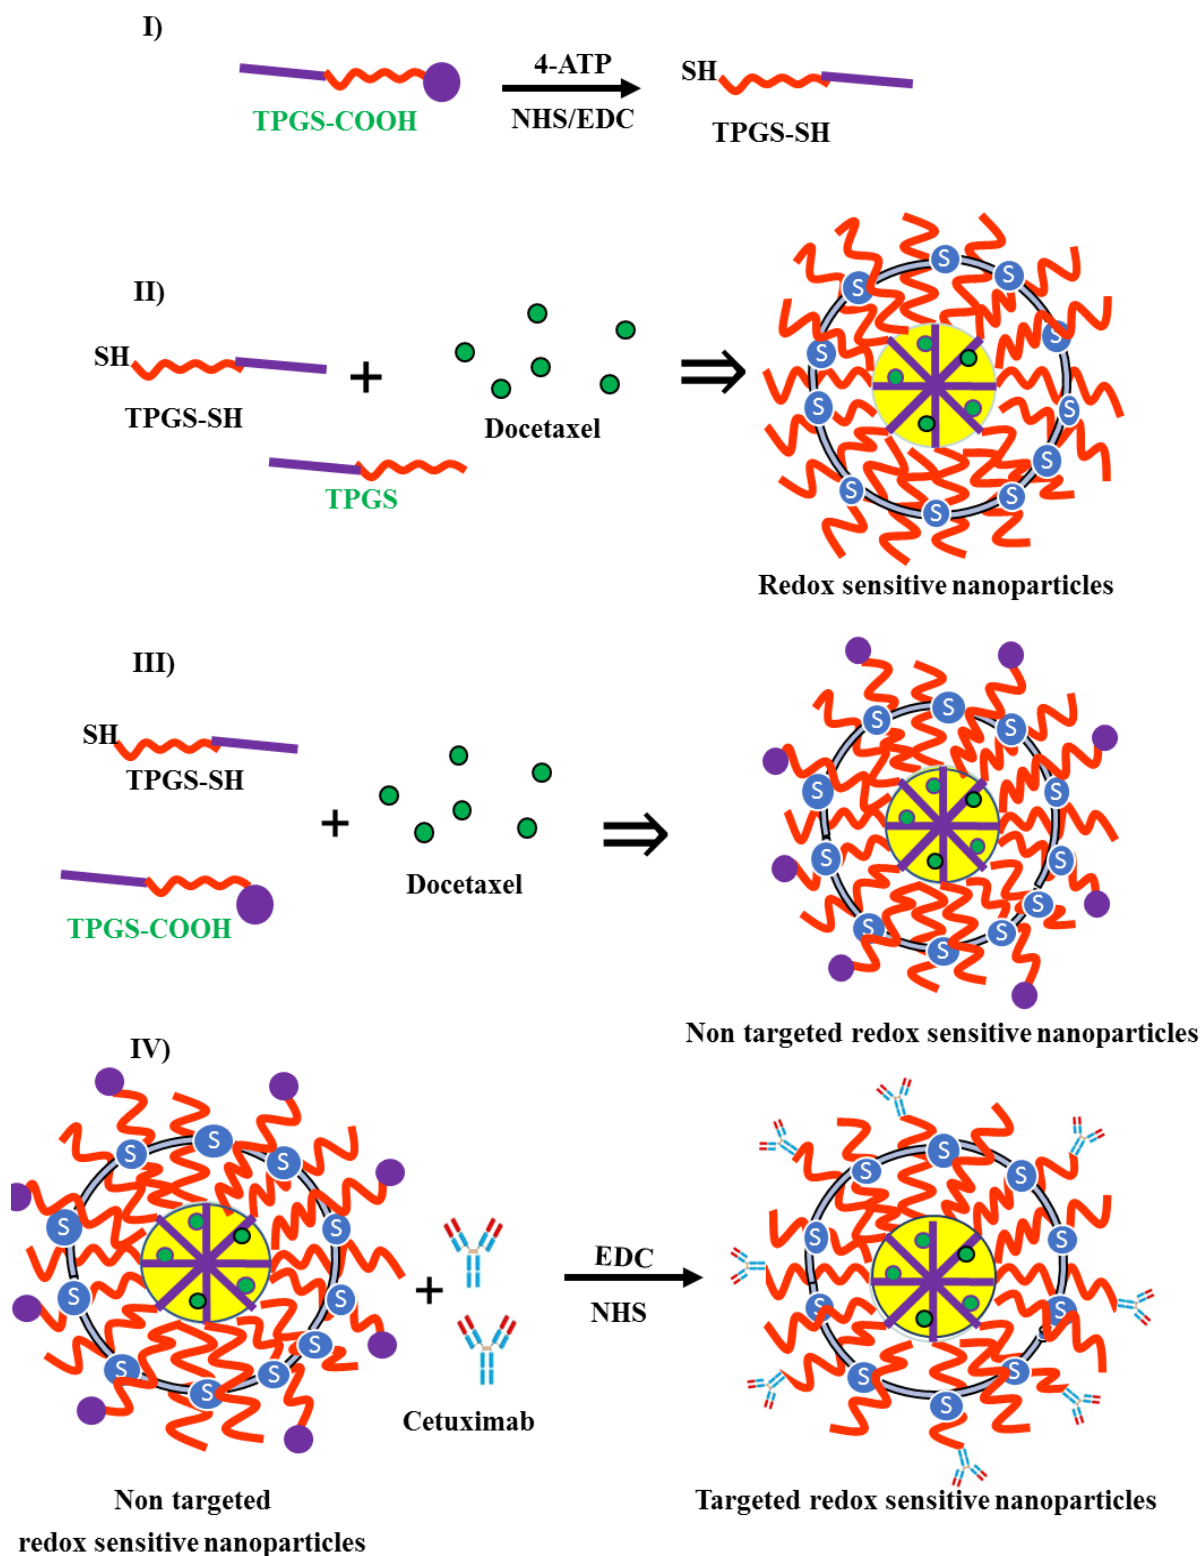 I)
4-ATP
NHS/EDC
TPGS-COOH
SH
TPGS-SH
II)
SH
TPGS-SH
+
Docetaxel
TPGS
S
S
S
S
S
S
S
S
S
S
S
Redox sensitive nanoparticles
III)
SH
TPGS-SH
+
Docetaxel
TPGS-COOH
S
S
S
S
S
S
S
S
S
S
S
Non targeted redox sensitive nanoparticles
IV)
S
S
S
S
S
S
S
S
S
S
S
+
Cetuximab
EDC
NHS
S
S
S
S
S
S
S
S
S
S
Non targeted
redox sensitive nanoparticles
Targeted redox sensitive nanoparticles